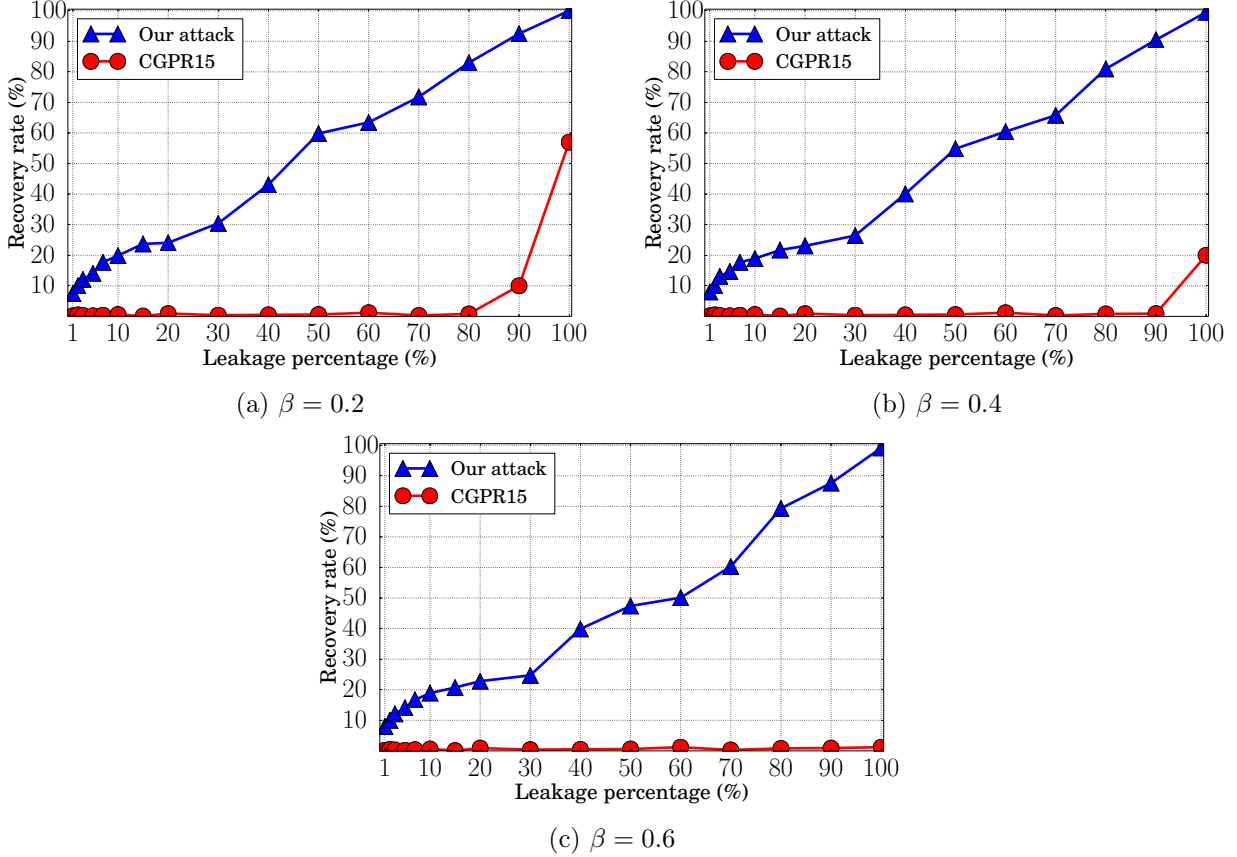 100
90
80
70
60
50
40
30
20
10
Recovery rate (%)
Our attack
CGPR15
1 10 20 30 40 50 60 70 80 90 100
Leakage percentage (%)
(a) β = 0.2
100
90
80
70
60
50
40
30
20
10
Recovery rate (%)
Our attack
CGPR15
1 10 20 30 40 50 60 70 80 90 100
Leakage percentage (%)
(b) β = 0.4
100
90
80
70
60
50
40
30
20
10
Recovery rate (%)
Our attack
CGPR15
1 10 20 30 40 50 60 70 80 90 100
Leakage percentage (%)
(c) β = 0.6